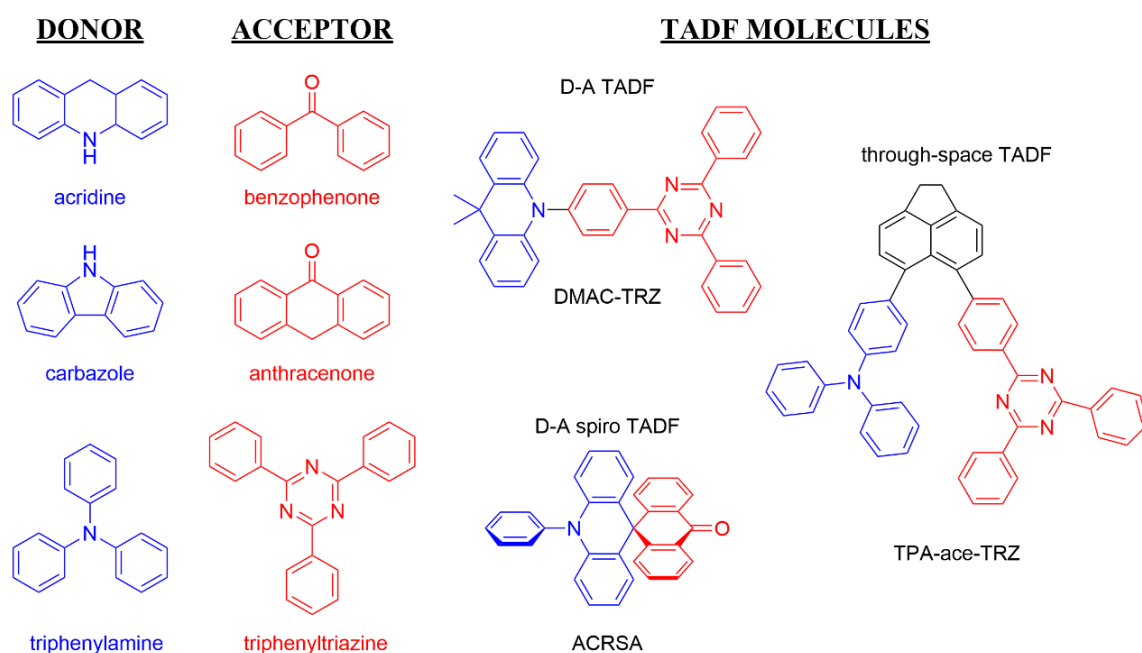 DONOR
ACCEPTOR
TADF MOLECULES
N
H
acridine
O
benzophenone
D-A TADF
N
N
N
N
DMAC-TRZ
through-space TADF
H
N
carbazole
O
anthracenone
N
N
N
N
TPA-ace-TRZ
D-A spiro TADF
N
O
ACRSA
N
triphenylamine
N
N
N
triphenyltriazine